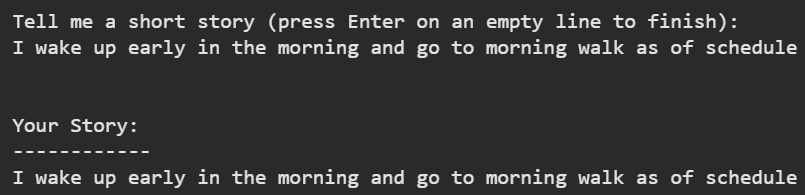 Tell me a short story (press Enter on an empty line to finish):
I wake up early in the morning and go to morning walk as of schedule
Your Story:
------------
I wake up early in the morning and go to morning walk as of schedule